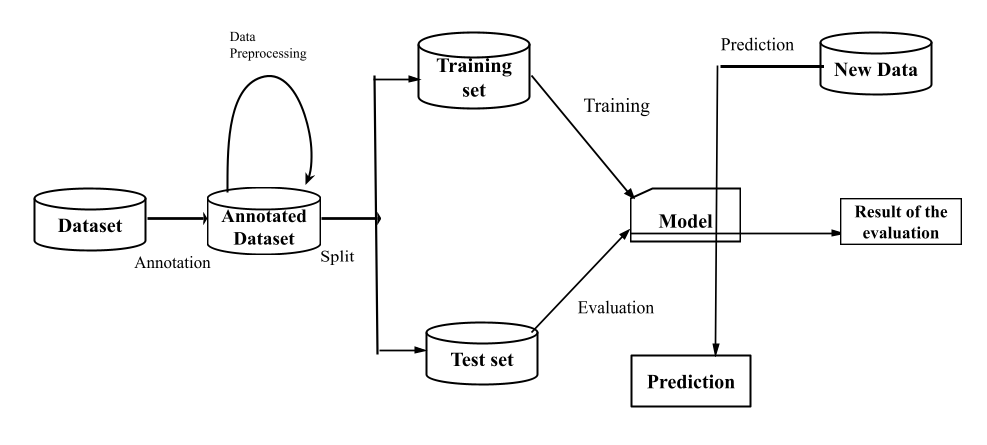 Data
Preprocessing
Training
set
Prediction
New Data
Training
Dataset
Annotated
Dataset
Model
Result of the
evaluation
Annotation
Split
Evaluation
Test set
Prediction